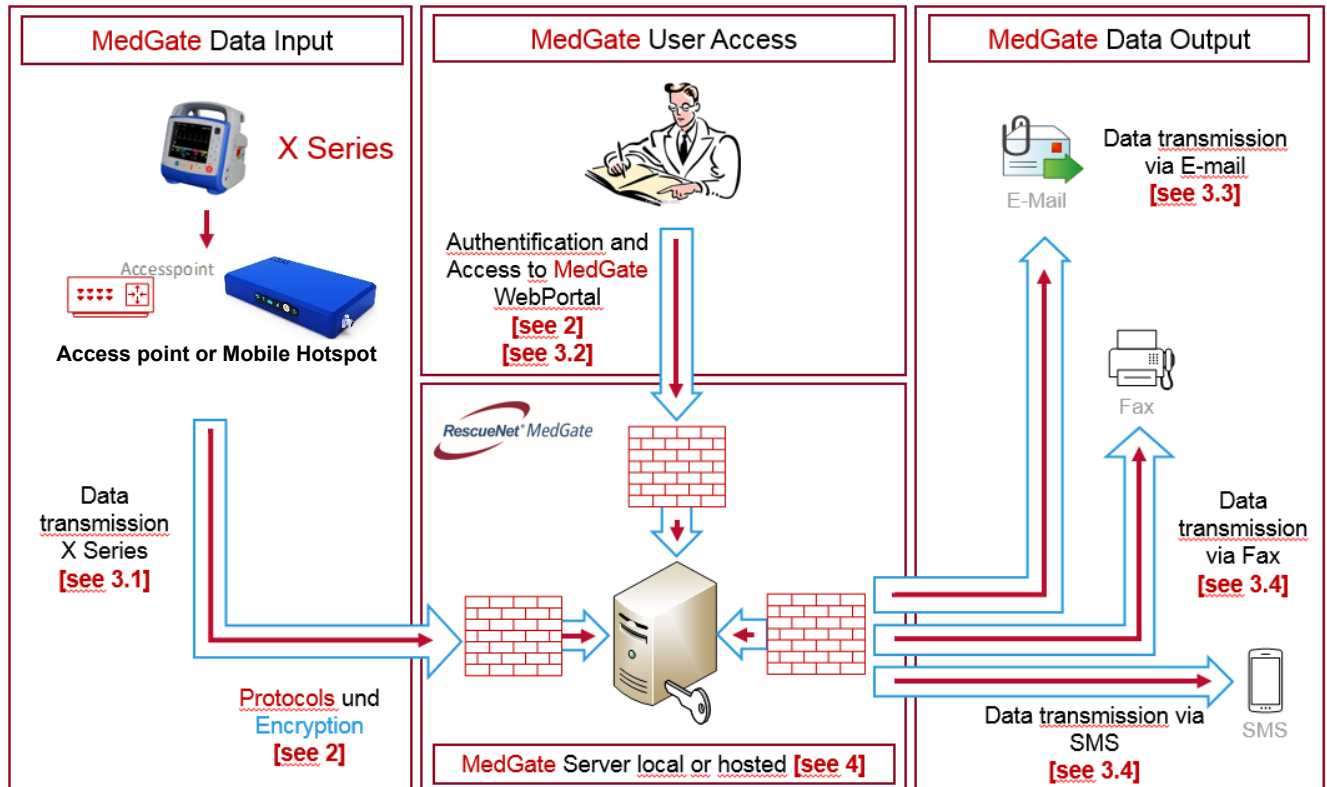 MedGate Data Input
X Series
Accesspoint
Access point or Mobile Hotspot
Data
transmission
X Series
[see 3.1]
Protocols und
Encryption
[see 2]
MedGate User Access
Authentification and
Access to MedGate
WebPortal
[see 2]
[see 3.2]
RescueNet® MedGate
MedGate Server local or hosted [see 4]
MedGate Data Output
Data transmission
via E-mail
[see 3.3]
E-Mail
Fax
Data
transmission
via Fax
[see 3.4]
Data transmission via
SMS
[see 3.4]
SMS